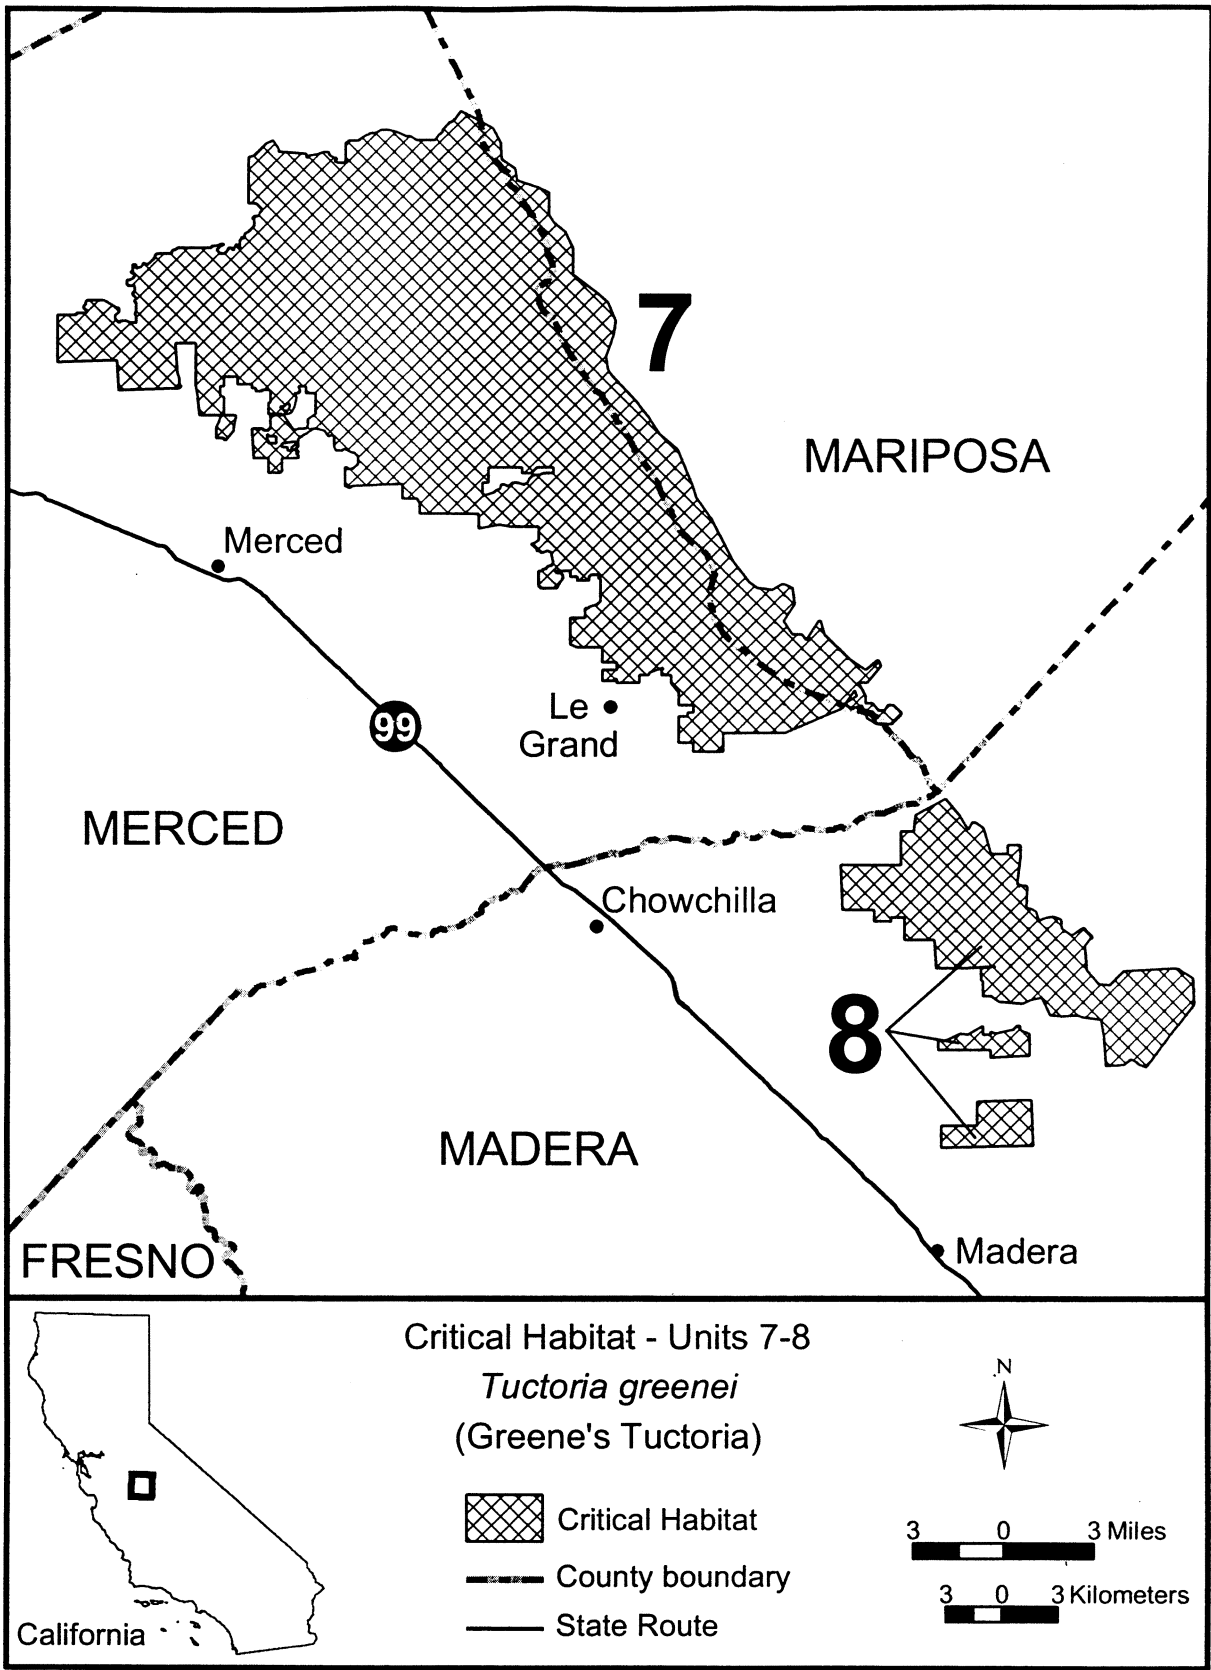 7
MARIPOSA
Merced
Le
Grand
99
MERCED
Chowchilla
8
MADERA
FRESNO
Madera
Critical Habitat - Units 7-8
Tuctoria greenei
(Greene's Tuctoria)
N
Critical Habitat
3 0 3 Miles
County boundary
3 0 3 Kilometers
State Route
California